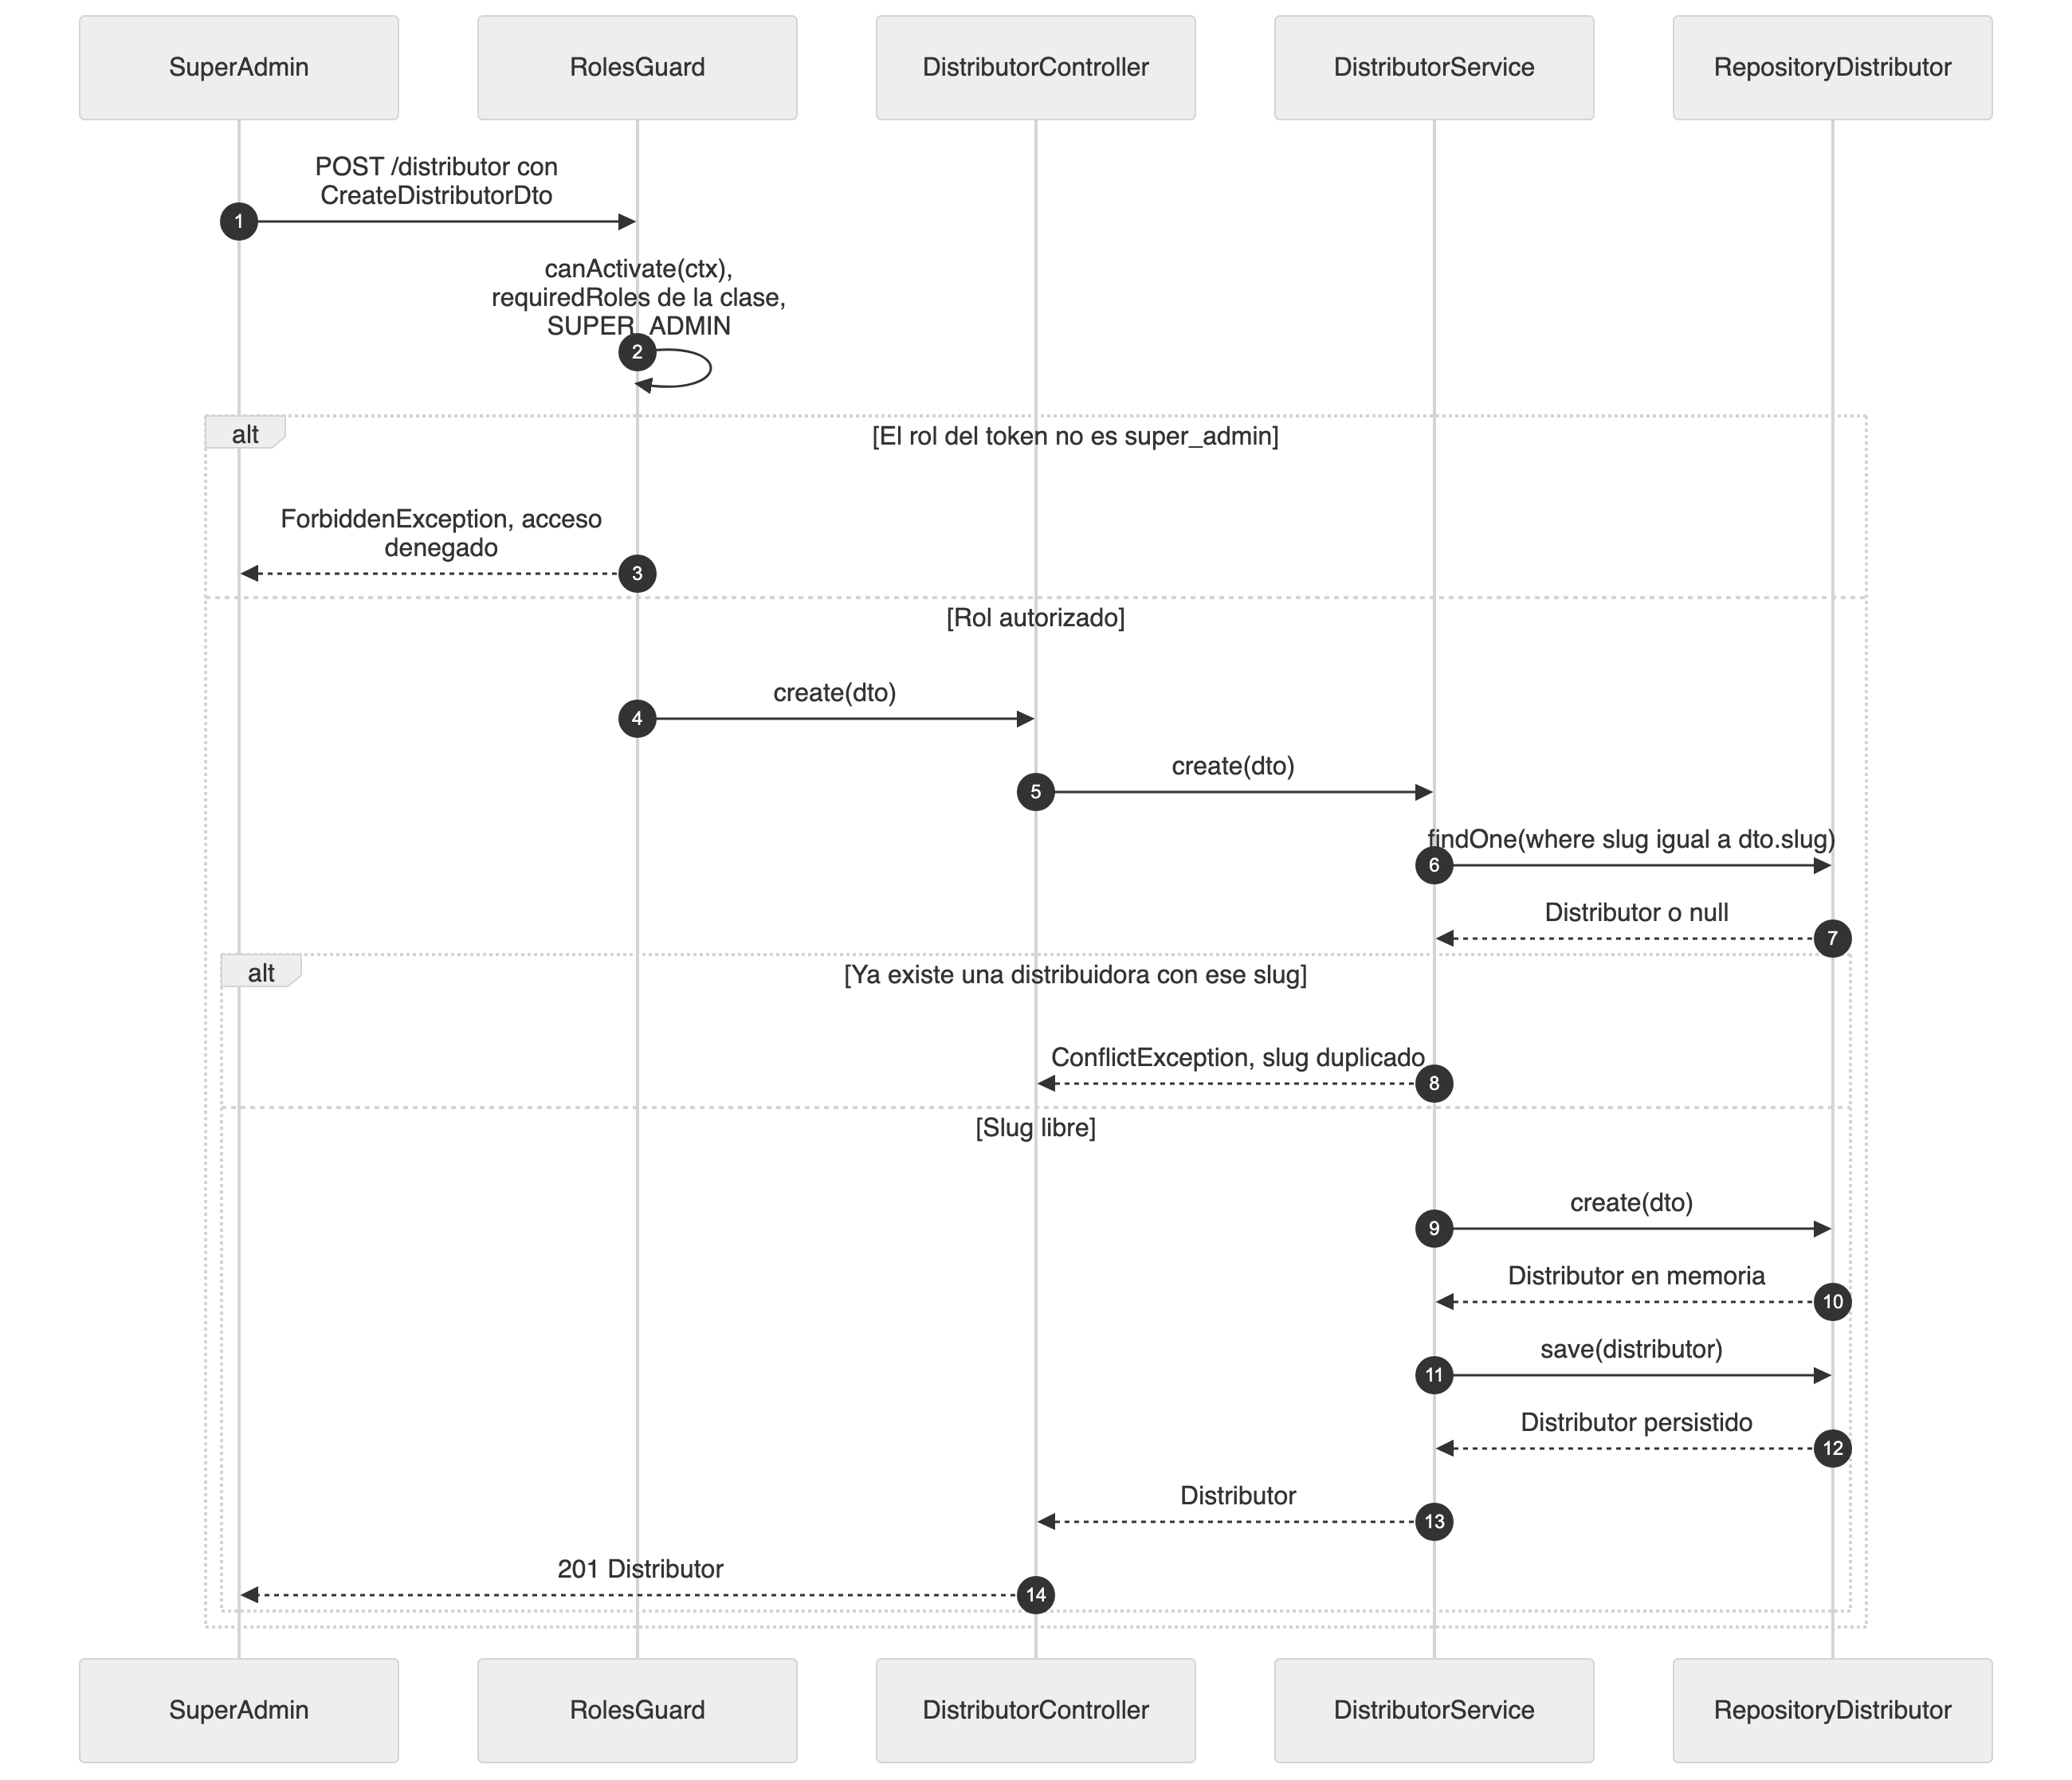 SuperAdmin
RolesGuard
DistributorController
DistributorService
RepositoryDistributor
POST /distributor con
CreateDistributorDto
1
canActivate(ctx),
requiredRoles de la clase,
SUPER_ADMIN
2
alt
[El rol del token no es super_admin]
ForbiddenException, acceso
denegado
3
[Rol autorizado]
create(dto)
4
create(dto)
5
findOne(where slug igual a dto.slug)
6
Distributor o null
7
alt
[Ya existe una distribuidora con ese slug]
ConflictException, slug duplicado
8
[Slug libre]
create(dto)
9
Distributor en memoria
10
save(distributor)
11
Distributor persistido
12
Distributor
13
201 Distributor
14
SuperAdmin
RolesGuard
DistributorController
DistributorService
RepositoryDistributor